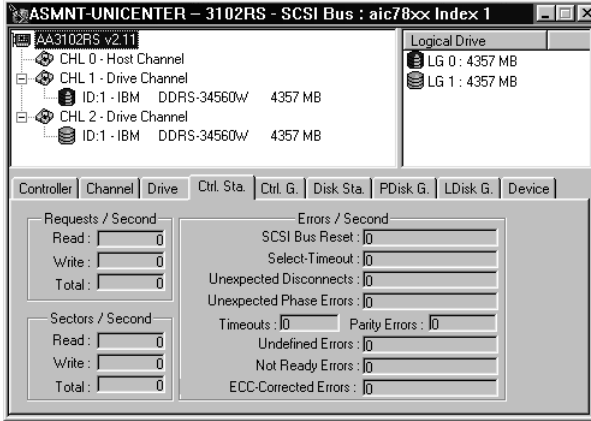 ASMNT-UNICENTER – 3102RS - SCSI Bus : aic78xx Index 1
AA3102RS v2.11
CHL 0 - Host Channel
CHL 1 - Drive Channel
ID:1 - IBM DDRS-34560W 4357 MB
CHL 2 - Drive Channel
ID:1 - IBM DDRS-34560W 4357 MB
Logical Drive
LG 0 : 4357 MB
LG 1 : 4357 MB
Controller Channel Drive Ctrl. Sta. Ctrl. G. Disk Sta. PDisk G. LDisk G. Device
Requests / Second
Read : 0
Write : 0
Total : 0
Sectors / Second
Read : 0
Write : 0
Total : 0
Errors / Second
SCSI Bus Reset : 0
Select-Timeout : 0
Unexpected Disconnects : 0
Unexpected Phase Errors : 0
Timeouts : 0 Parity Errors : 0
Undefined Errors : 0
Not Ready Errors : 0
ECC-Corrected Errors : 0